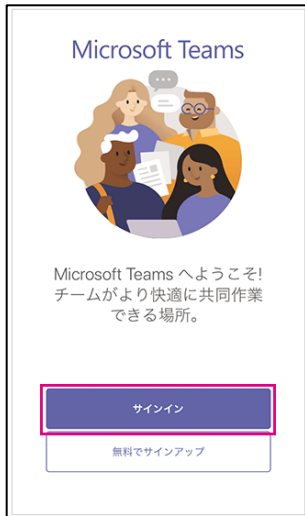 Microsoft Teams
Microsoft Teams へようこそ!
チームがより快適に共同作業
できる場所。
サインイン
無料でサインアップ